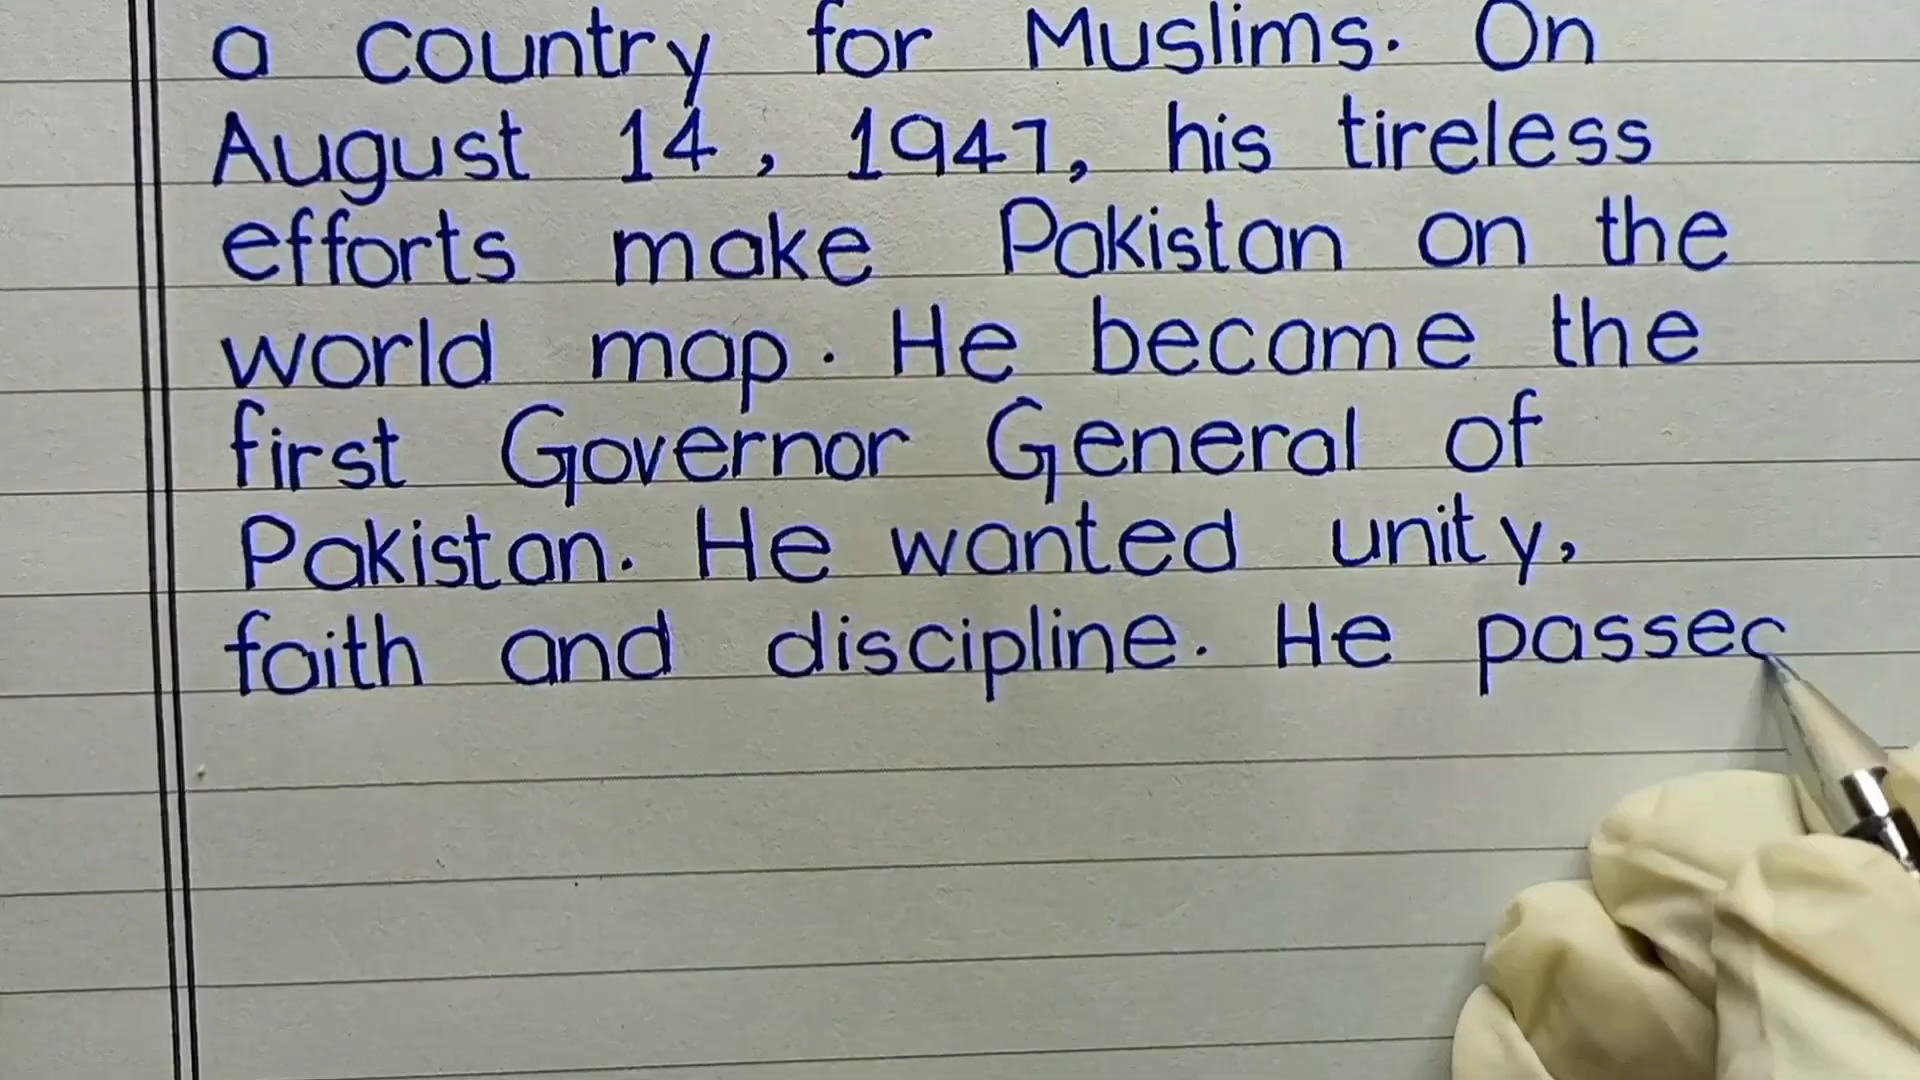 a country for Muslims. On
August 14, 1947, his tireless
efforts make Pakistan on the
world map. He became the
first Governor General of
Pakistan. He wanted unity,
faith and discipline. He passec